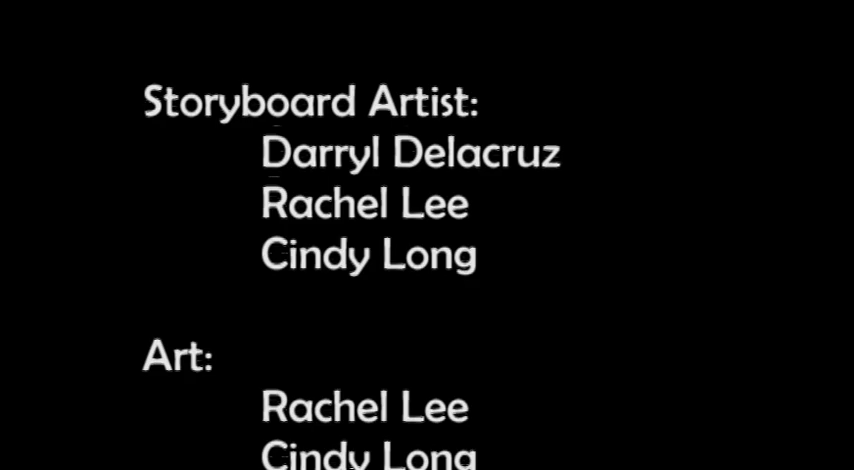 Storyboard Artist:
Darryl Delacruz
Rachel Lee
Cindy Long
Art:
Rachel Lee
Cindy Long